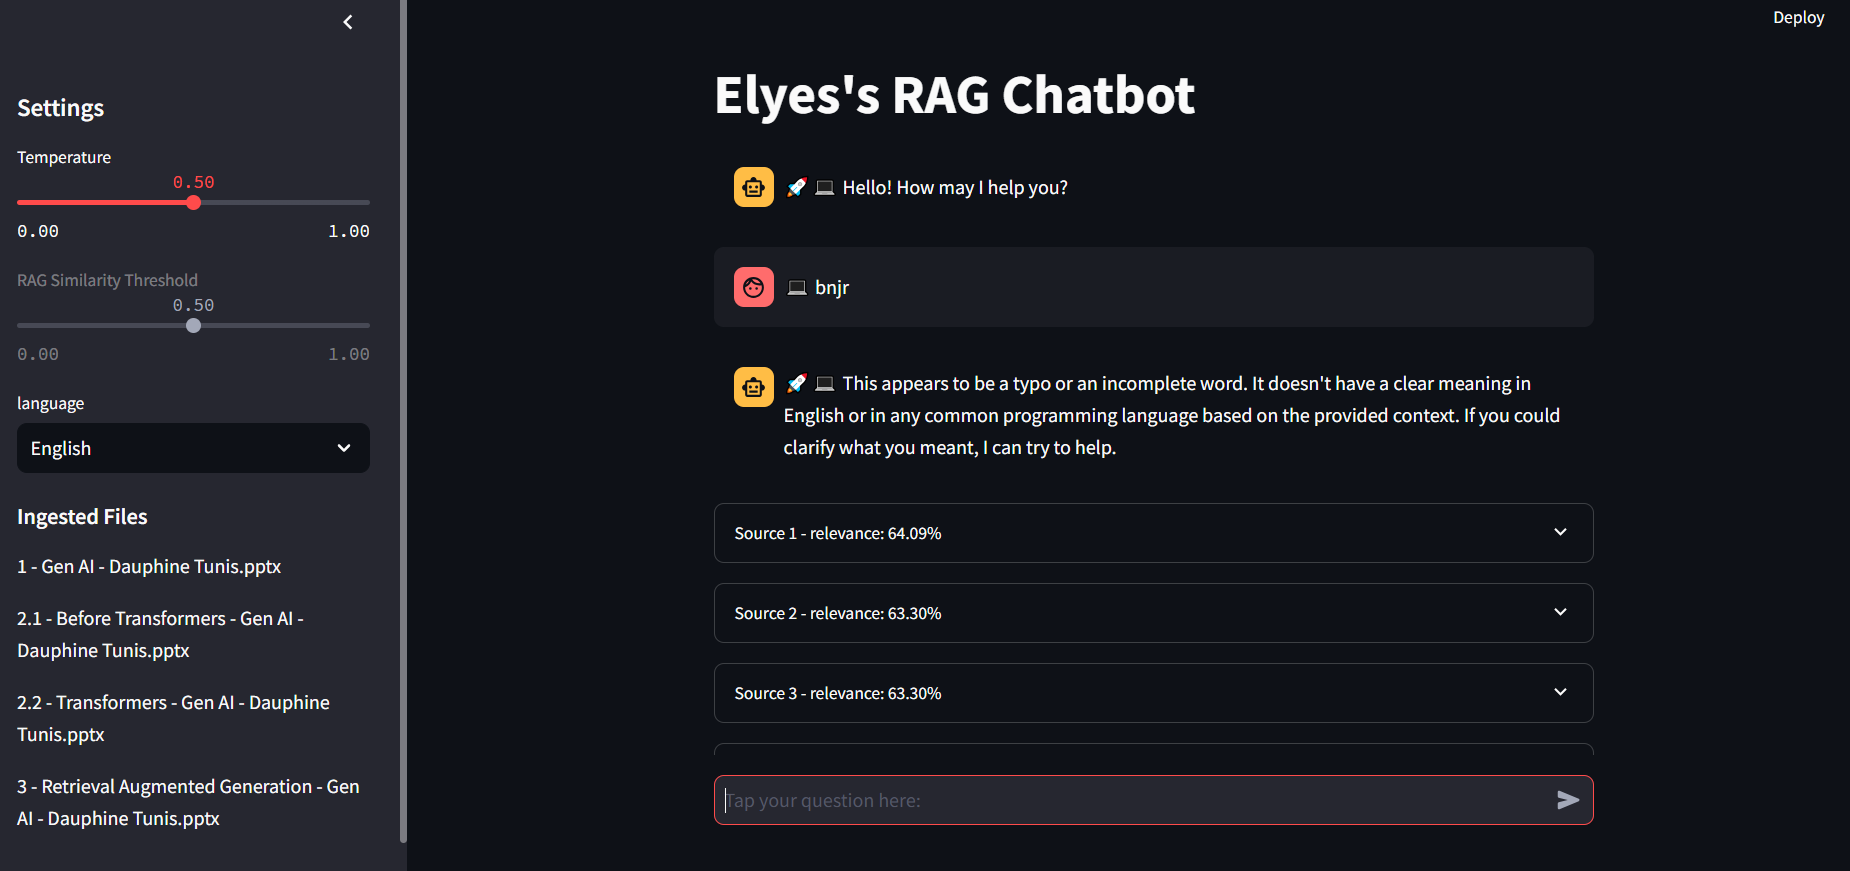 Deploy
Settings
Temperature
0.50
0.00 1.00
RAG Similarity Threshold
0.50
0.00 1.00
language
English
Ingested Files
1 - Gen AI - Dauphine Tunis.pptx
2.1 - Before Transformers - Gen AI -
Dauphine Tunis.pptx
2.2 - Transformers - Gen AI - Dauphine
Tunis.pptx
3 - Retrieval Augmented Generation - Gen
AI - Dauphine Tunis.pptx
Elyes's RAG Chatbot
🚀 💻 Hello! How may I help you?
💻 bnjr
🚀 💻 This appears to be a typo or an incomplete word. It doesn't have a clear meaning in
English or in any common programming language based on the provided context. If you could
clarify what you meant, I can try to help.
Source 1 - relevance: 64.09%
Source 2 - relevance: 63.30%
Source 3 - relevance: 63.30%
Tap your question here: